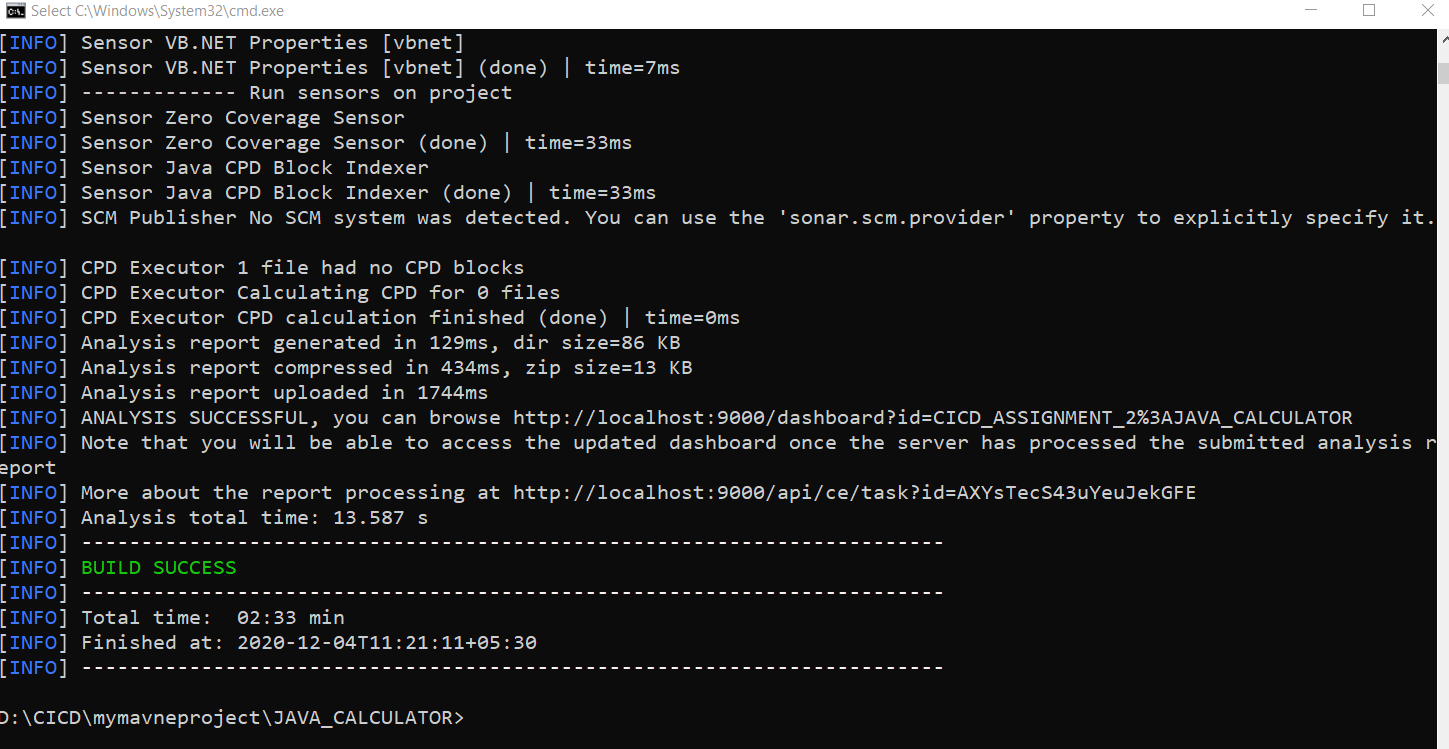 Select C:\Windows\System32\cmd.exe
[INFO] Sensor VB.NET Properties [vbnet]
[INFO] Sensor VB.NET Properties [vbnet] (done) | time=7ms
[INFO] ------------- Run sensors on project
[INFO] Sensor Zero Coverage Sensor
[INFO] Sensor Zero Coverage Sensor (done) | time=33ms
[INFO] Sensor Java CPD Block Indexer
[INFO] Sensor Java CPD Block Indexer (done) | time=33ms
[INFO] SCM Publisher No SCM system was detected. You can use the 'sonar.scm.provider' property to explicitly specify it.
[INFO] CPD Executor 1 file had no CPD blocks
[INFO] CPD Executor Calculating CPD for 0 files
[INFO] CPD Executor CPD calculation finished (done) | time=0ms
[INFO] Analysis report generated in 129ms, dir size=86 KB
[INFO] Analysis report compressed in 434ms, zip size=13 KB
[INFO] Analysis report uploaded in 1744ms
[INFO] ANALYSIS SUCCESSFUL, you can browse http://localhost:9000/dashboard?id=CICD_ASSIGNMENT_2%3AJAVA_CALCULATOR
[INFO] Note that you will be able to access the updated dashboard once the server has processed the submitted analysis r
eport
[INFO] More about the report processing at http://localhost:9000/api/ce/task?id=AXYsTecS43uYeuJekGFE
[INFO] Analysis total time: 13.587 s
[INFO] ------------------------------------------------------------------------
[INFO] BUILD SUCCESS
[INFO] ------------------------------------------------------------------------
[INFO] Total time:  02:33 min
[INFO] Finished at: 2020-12-04T11:21:11+05:30
[INFO] ------------------------------------------------------------------------
D:\CICD\mymavneproject\JAVA_CALCULATOR>